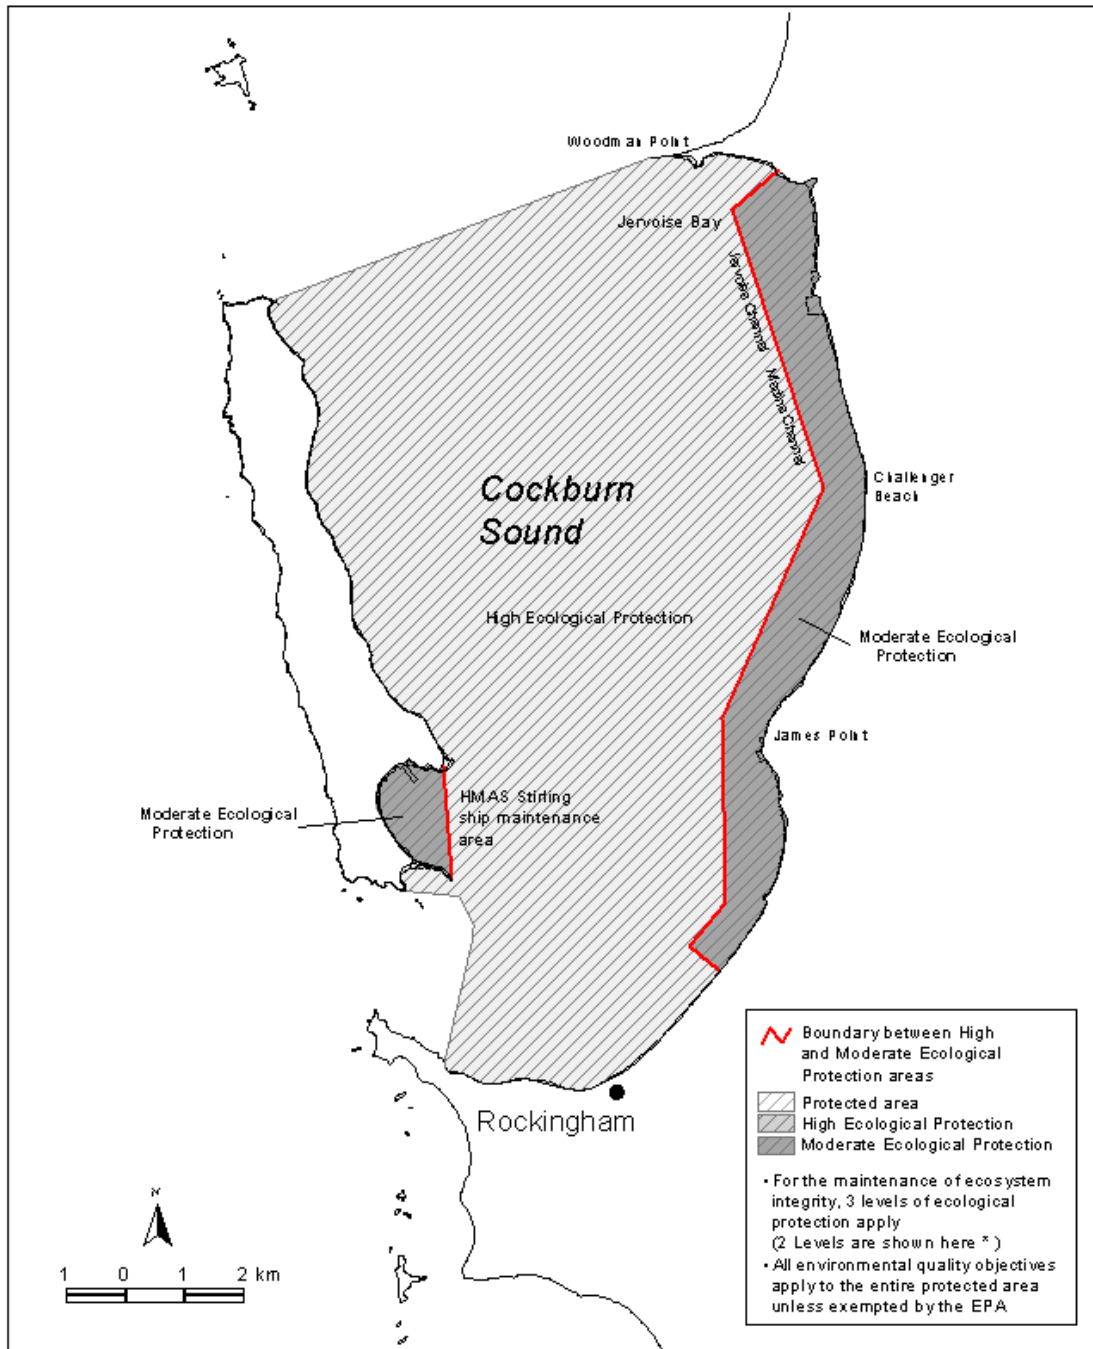 Woodman Point
Jervoise Bay
Jervoise Channel
Medina Channel
Challenger
Beach
Cockburn
Sound
High Ecological Protection
Moderate Ecological
Protection
James Point
Moderate Ecological
Protection
HMAS Stirling
ship maintenance
area
Rockingham
Boundary between High
and Moderate Ecological
Protection areas
Protected area
High Ecological Protection
Moderate Ecological Protection
• For the maintenance of ecosystem
integrity, 3 levels of ecological
protection apply
(2 Levels are shown here * )
• All environmental quality objectives
apply to the entire protected area
unless exempted by the EPA
N
1 0 1 2 km